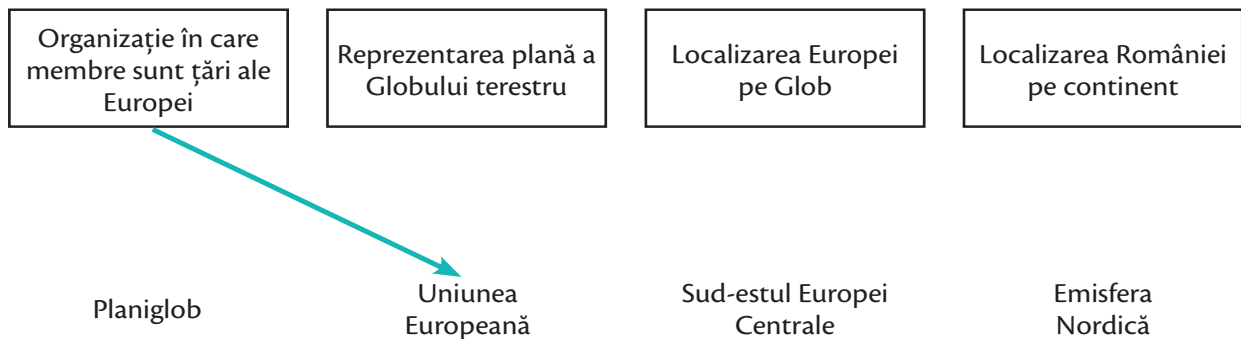 Organizație în care
membre sunt țări ale
Europei
Reprezentarea plană a
Globului terestru
Localizarea Europei
pe Glob
Localizarea României
pe continent
Planiglob
Uniunea
Europeană
Sud-estul Europei
Centrale
Emisfera
Nordică